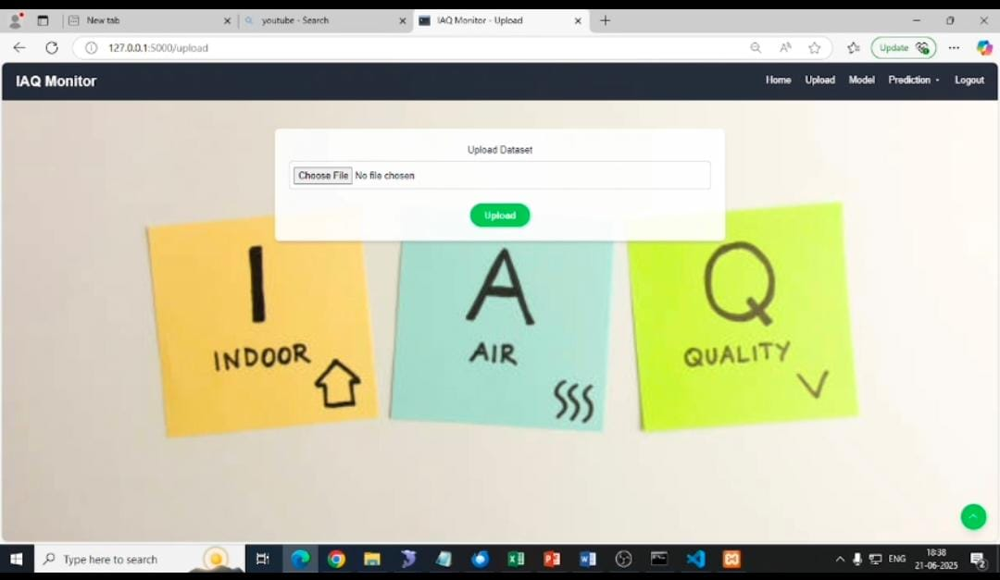 New tab
youtube - Search
IAQ Monitor - Upload
127.0.0.1:5000/upload
Update
IAQ Monitor
Home Upload Model Prediction Logout
Upload Dataset
Choose File No file chosen
Upload
I A Q
INDOOR AIR QUALITY
Type here to search
ENG
18:38
21-06-2025
2